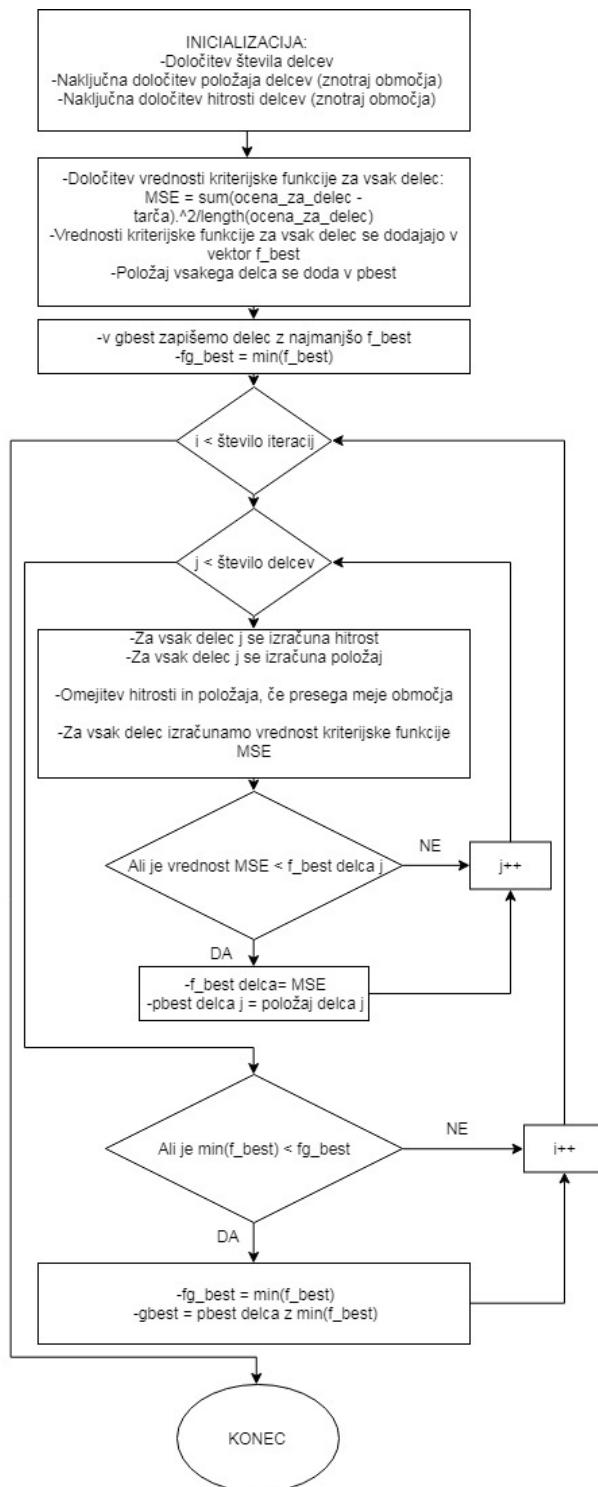 INICIALIZACIJA:
-Določitev števila delcev
-Naključna določitev položaja delcev (znotraj območja)
-Naključna določitev hitrosti delcev (znotraj območja)
-Določitev vrednosti kriterijske funkcije za vsak delec:
MSE = sum(ocena_za_delec -
tarča).^2/length(ocena_za_delec)
-Vrednosti kriterijske funkcije za vsak delec se dodajajo v
vektor f_best
-Položaj vsakega delca se doda v pbest
-v gbest zapišemo delec z najmanjšo f_best
-fg_best = min(f_best)
i < število iteracij
j < število delcev
-Za vsak delec j se izračuna hitrost
-Za vsak delec j se izračuna položaj
-Omejitev hitrosti in položaja, če presega meje območja
-Za vsak delec izračunamo vrednost kriterijske funkcije
MSE
Ali je vrednost MSE < f_best delca j
NE
j++
DA
-f_best delca= MSE
-pbest delca j = položaj delca j
Ali je min(f_best) < fg_best
NE
i++
DA
-fg_best = min(f_best)
-gbest = pbest delca z min(f_best)
KONEC